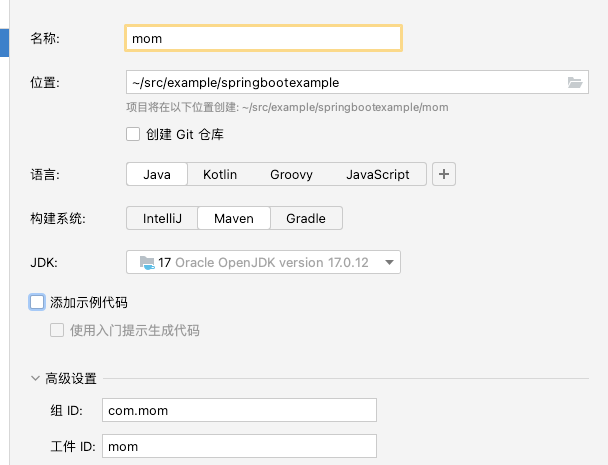 名称: mom
位置: ~/src/example/springbootexample
项目将在以下位置创建: ~/src/example/springbootexample/mom
创建 Git 仓库
语言: Java Kotlin Groovy JavaScript +
构建系统: IntelliJ Maven Gradle
JDK: 17 Oracle OpenJDK version 17.0.12
添加示例代码
使用入门提示生成代码
高级设置
组 ID: com.mom
工件 ID: mom